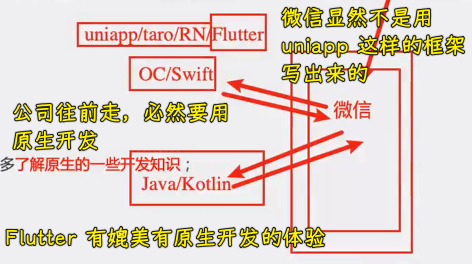 微信显然不是用
uniapp 这样的框架
写出来的
uniapp/taro/RN/Flutter
OC/Swift
微信
公司往前走，必然要用
原生开发
多了解原生的一些开发知识；
Java/Kotlin
Flutter 有媲美有原生开发的体验